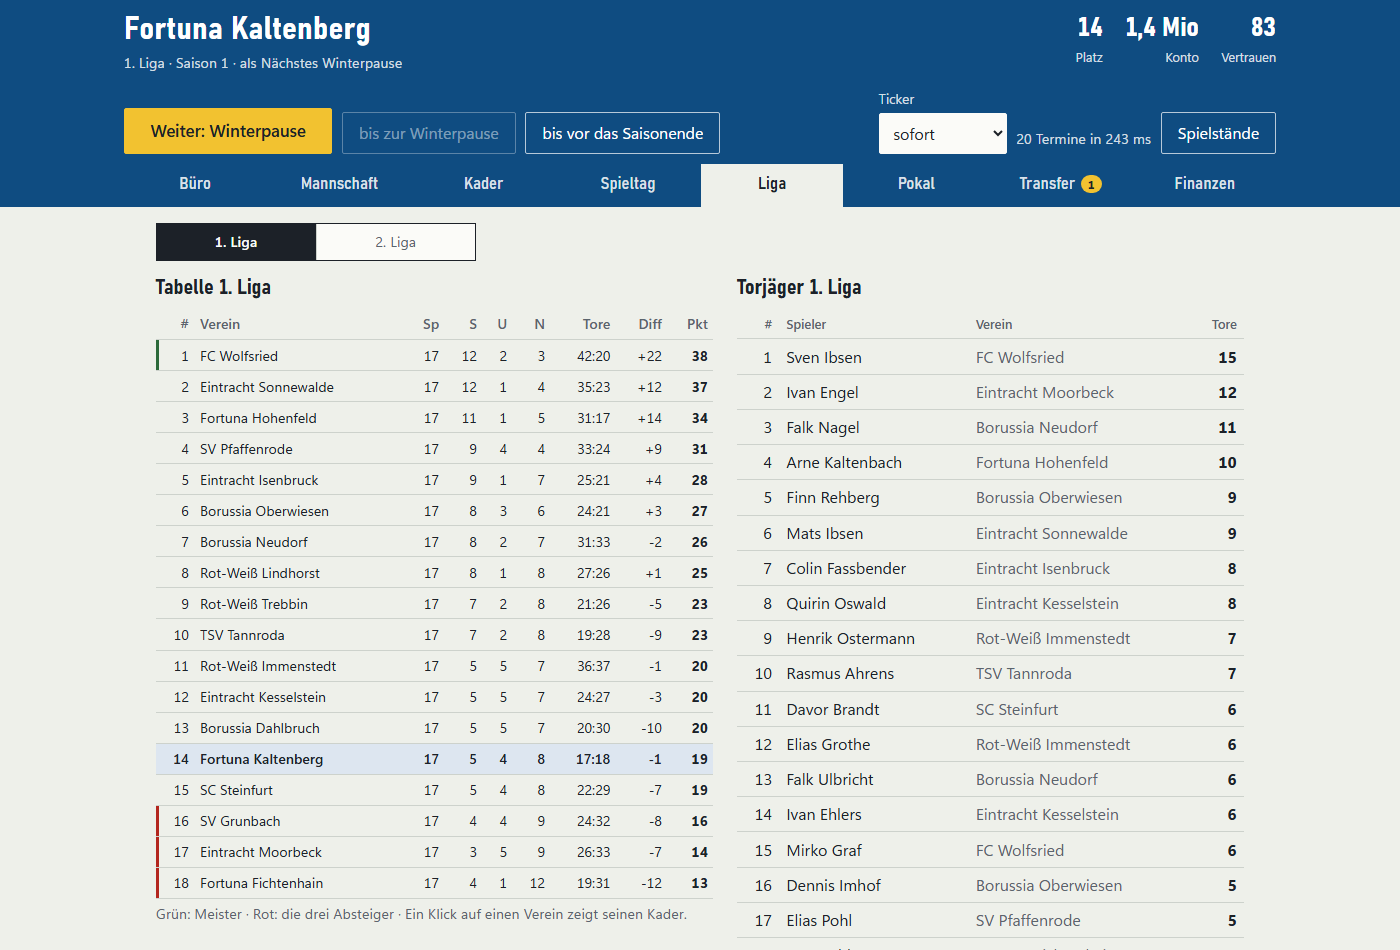 Fortuna Kaltenberg
1. Liga · Saison 1 · als Nächstes Winterpause
14 1,4 Mio 83
Platz Konto Vertrauen
Weiter: Winterpause bis zur Winterpause bis vor das Saisonende
Ticker
sofort 20 Termine in 243 ms Spielstände
Büro Mannschaft Kader Spieltag Liga Pokal Transfer 1 Finanzen
1. Liga 2. Liga
Tabelle 1. Liga
# Verein Sp S U N Tore Diff Pkt
1 FC Wolfsried 17 12 2 3 42:20 +22 38
2 Eintracht Sonnewalde 17 12 1 4 35:23 +12 37
3 Fortuna Hohenfeld 17 11 1 5 31:17 +14 34
4 SV Pfaffenrode 17 9 4 4 33:24 +9 31
5 Eintracht Isenbruck 17 9 1 7 25:21 +4 28
6 Borussia Oberwiesen 17 8 3 6 24:21 +3 27
7 Borussia Neudorf 17 8 2 7 31:33 -2 26
8 Rot-Weiß Lindhorst 17 8 1 8 27:26 +1 25
9 Rot-Weiß Trebbin 17 7 2 8 21:26 -5 23
10 TSV Tannroda 17 7 2 8 19:28 -9 23
11 Rot-Weiß Immenstedt 17 5 5 7 36:37 -1 20
12 Eintracht Kesselstein 17 5 5 7 24:27 -3 20
13 Borussia Dahlbruch 17 5 5 7 20:30 -10 20
14 Fortuna Kaltenberg 17 5 4 8 17:18 -1 19
15 SC Steinfurt 17 5 4 8 22:29 -7 19
16 SV Grunbach 17 4 4 9 24:32 -8 16
17 Eintracht Moorbeck 17 3 5 9 26:33 -7 14
18 Fortuna Fichtenhain 17 4 1 12 19:31 -12 13
Grün: Meister · Rot: die drei Absteiger · Ein Klick auf einen Verein zeigt seinen Kader.
Torjäger 1. Liga
# Spieler Verein Tore
1 Sven Ibsen FC Wolfsried 15
2 Ivan Engel Eintracht Moorbeck 12
3 Falk Nagel Borussia Neudorf 11
4 Arne Kaltenbach Fortuna Hohenfeld 10
5 Finn Rehberg Borussia Oberwiesen 9
6 Mats Ibsen Eintracht Sonnewalde 9
7 Colin Fassbender Eintracht Isenbruck 8
8 Quirin Oswald Eintracht Kesselstein 8
9 Henrik Ostermann Rot-Weiß Immenstedt 7
10 Rasmus Ahrens TSV Tannroda 7
11 Davor Brandt SC Steinfurt 6
12 Elias Grothe Rot-Weiß Immenstedt 6
13 Falk Ulbricht Borussia Neudorf 6
14 Ivan Ehlers Eintracht Kesselstein 6
15 Mirko Graf FC Wolfsried 6
16 Dennis Imhof Borussia Oberwiesen 5
17 Elias Pohl SV Pfaffenrode 5